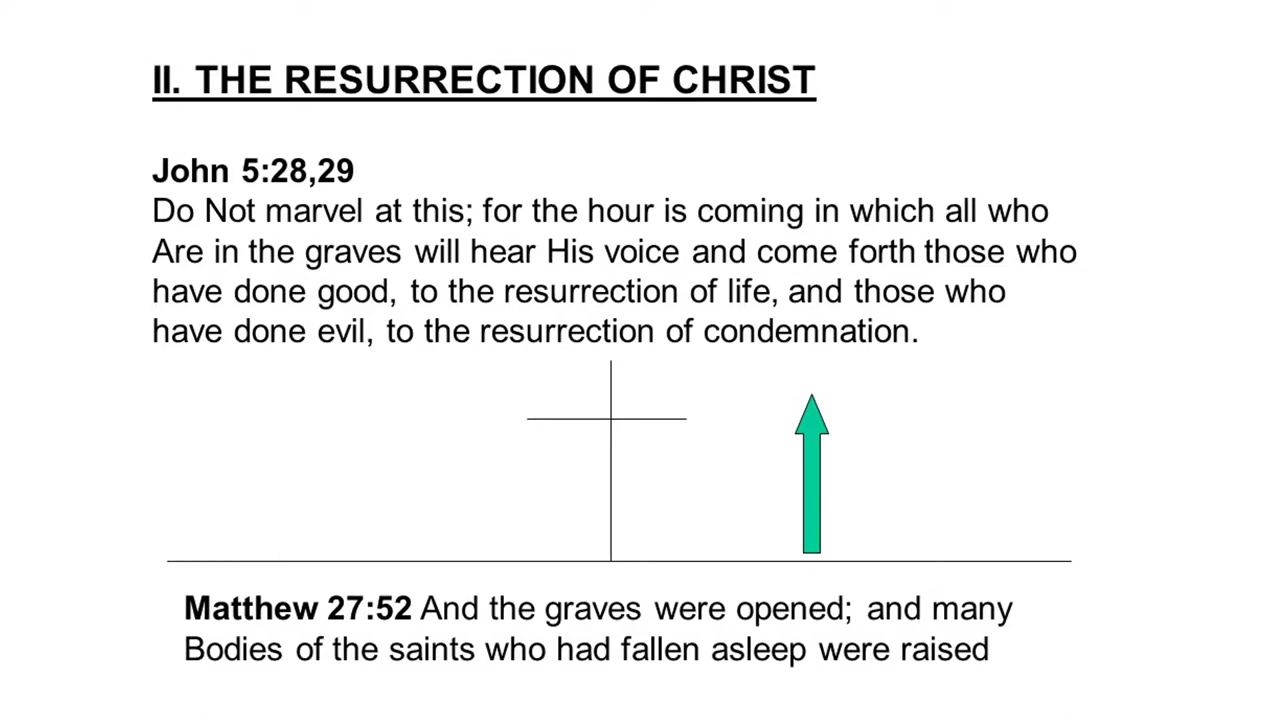 II. THE RESURRECTION OF CHRIST
John 5:28,29
Do Not marvel at this; for the hour is coming in which all who
Are in the graves will hear His voice and come forth those who
have done good, to the resurrection of life, and those who
have done evil, to the resurrection of condemnation.
Matthew 27:52 And the graves were opened; and many
Bodies of the saints who had fallen asleep were raised